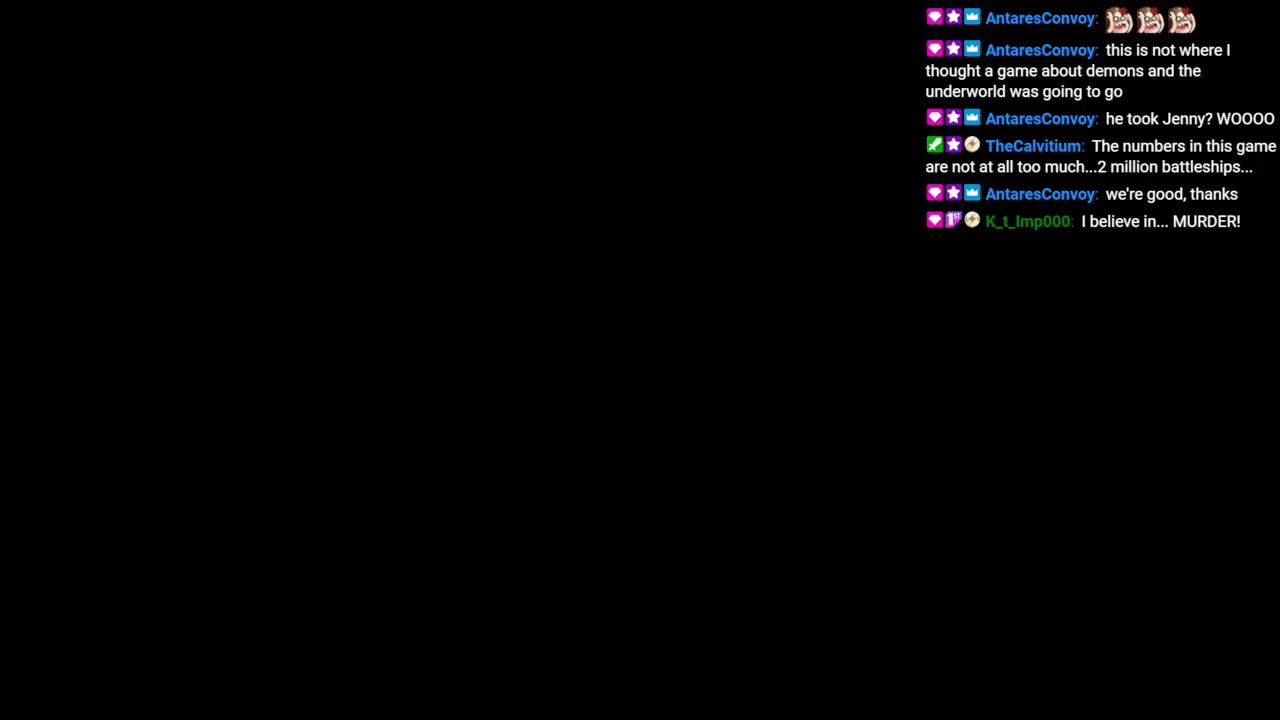 AntaresConvoy:
AntaresConvoy: this is not where I
thought a game about demons and the
underworld was going to go
AntaresConvoy: he took Jenny? WOOOO
TheCalvitium: The numbers in this game
are not at all too much...2 million battleships...
AntaresConvoy: we're good, thanks
1ST K_t_Imp000: I believe in... MURDER!